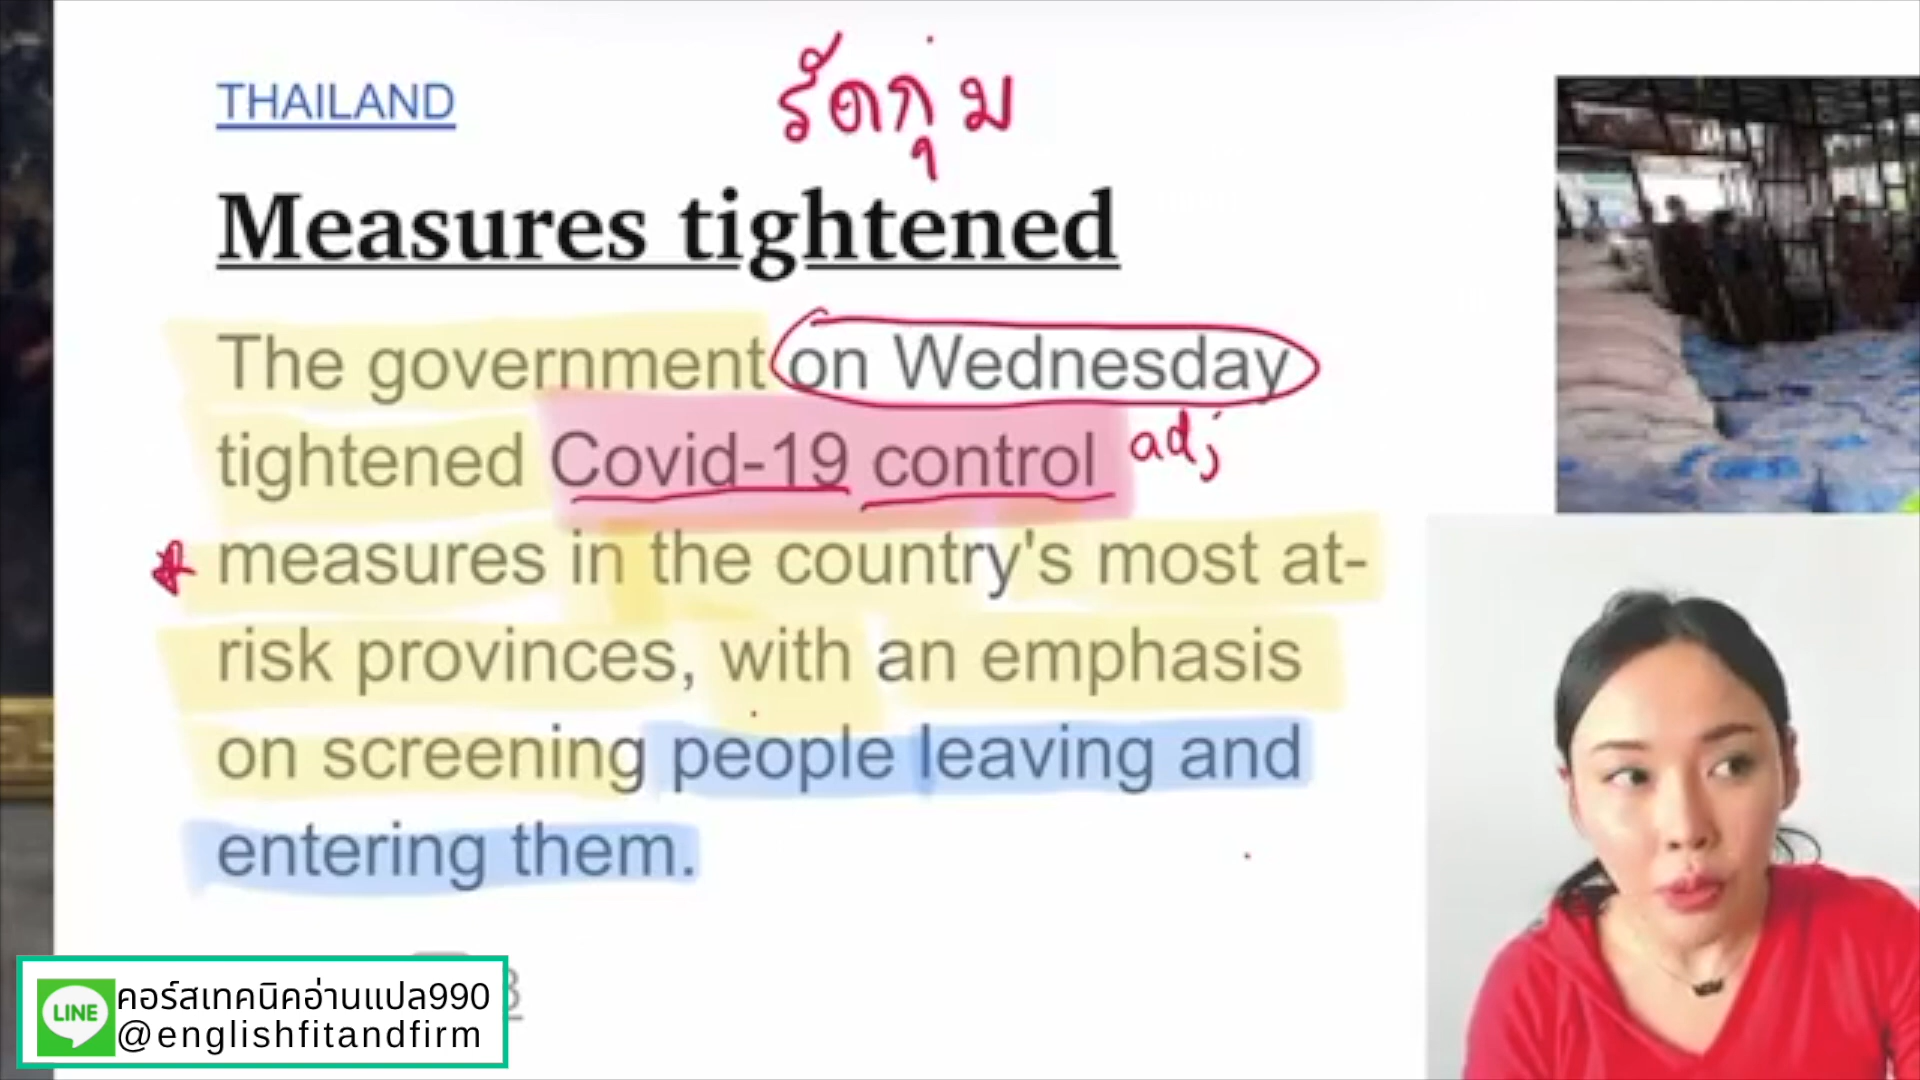 THAILAND
รัดกุม
Measures tightened
The government on Wednesday
tightened Covid-19 control adj
measures in the country's most at-
risk provinces, with an emphasis
on screening people leaving and
entering them.
LINE
คอร์สเทคนิคอ่านแปล990
@englishfitandfirm